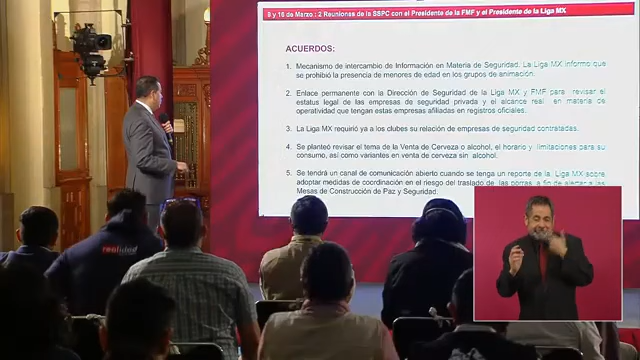 8 y 16 de Marzo : 2 Reuniones de la SSPC con el Presidente de la FMF y el Presidente de la Liga MX
ACUERDOS:
1. Mecanismo de intercambio de Información en Materia de Seguridad. La Liga MX informo que
se prohibió la presencia de menores de edad en los grupos de animación.
2. Enlace permanente con la Dirección de Seguridad de la Liga MX y FMF para revisar el
estatus legal de las empresas de seguridad privada y el alcance real en materia de
operatividad que tengan estas empresas afiliadas en registros oficiales.
3. La Liga MX requirió ya a los clubes su relación de empresas de seguridad contratadas.
4. Se planteó revisar el tema de la Venta de Cerveza o alcohol, el horario y limitaciones para su
consumo, así como variantes en venta de cerveza sin alcohol.
5. Se tendrá un canal de comunicación abierto cuando se tenga un reporte de la Liga MX sobre
adoptar medidas de coordinación en el riesgo del traslado de las porras, a fin de alertar a las
Mesas de Construcción de Paz y Seguridad.
realidad